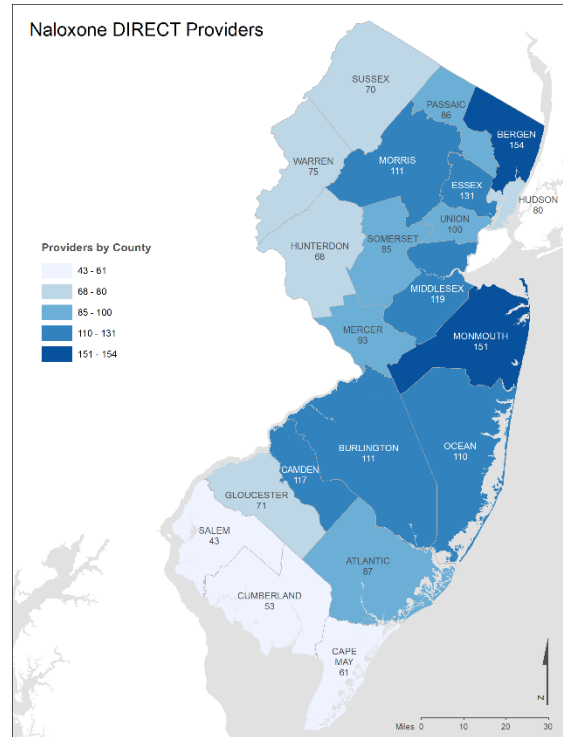 Naloxone DIRECT Providers
SUSSEX
70
PASSAIC
86
BERGEN
154
WARREN
75
MORRIS
111
ESSEX
131
HUDSON
80
UNION
100
HUNTERDON
68
SOMERSET
85
Providers by County
43 - 61
68 - 80
85 - 100
110 - 131
151 - 154
MIDDLESEX
119
MERCER
93
MONMOUTH
151
OCEAN
110
BURLINGTON
111
CAMDEN
117
GLOUCESTER
71
SALEM
43
ATLANTIC
87
CUMBERLAND
53
CAPE
MAY
61
N
Miles
0 10 20 30